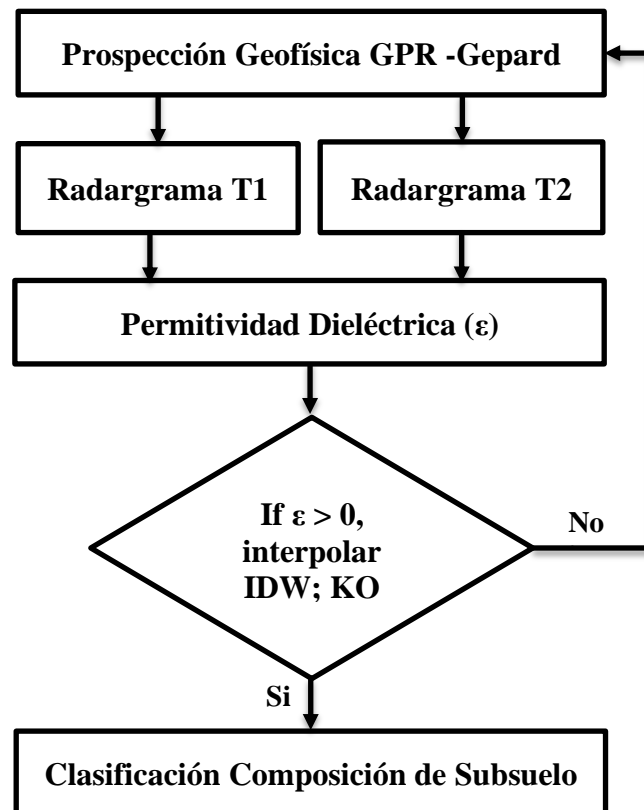 Prospección Geofísica GPR -Gepard
Radargrama T1
Radargrama T2
Permitividad Dieléctrica (ε)
If ε > 0,
interpolar
IDW; KO
No
Si
Clasificación Composición de Subsuelo